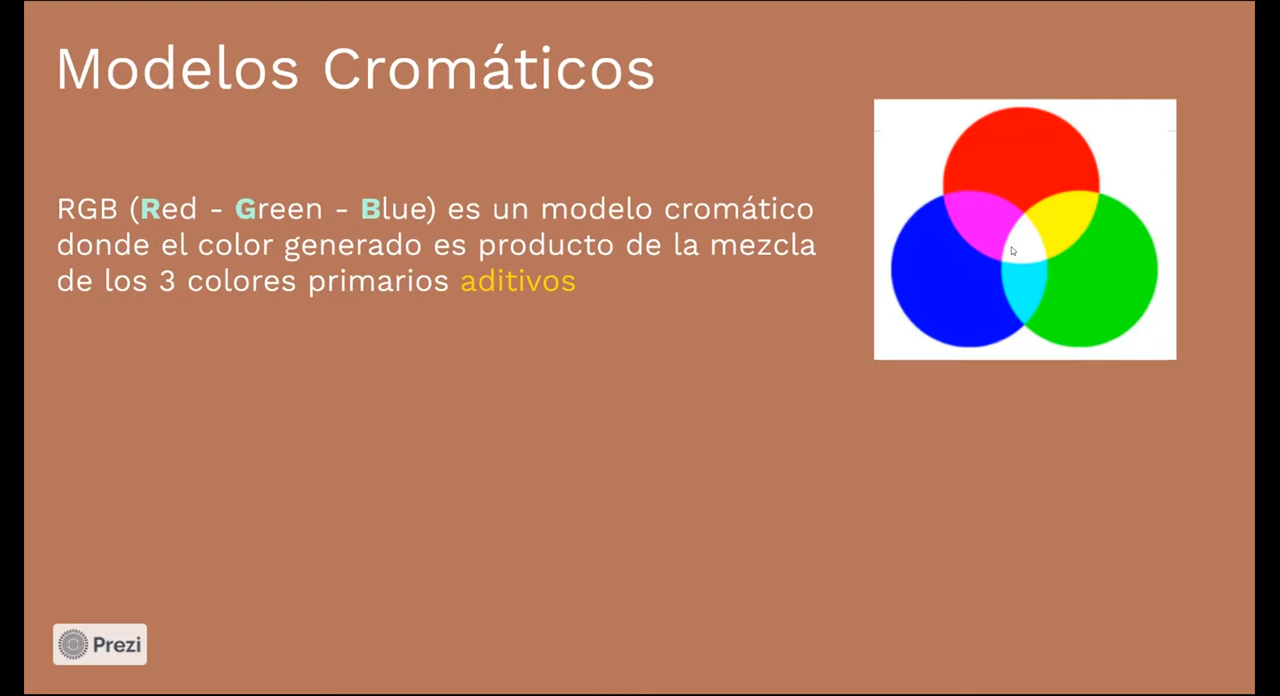 Modelos Cromáticos
RGB (Red - Green - Blue) es un modelo cromático
donde el color generado es producto de la mezcla
de los 3 colores primarios aditivos
Prezi